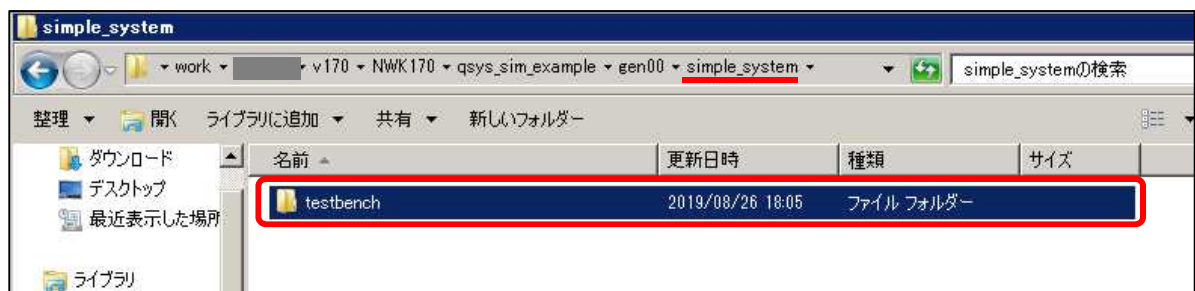 simple_system
work v170 NWK170 qsys_sim_example gen00 simple_system simple_systemの検索
整理 開く ライブラリに追加 共有 新しいフォルダー
ダウンロード 名前 更新日時 種類 サイズ
デスクトップ
testbench 2019/08/26 18:05 ファイル フォルダー
最近表示した場所
ライブラリ